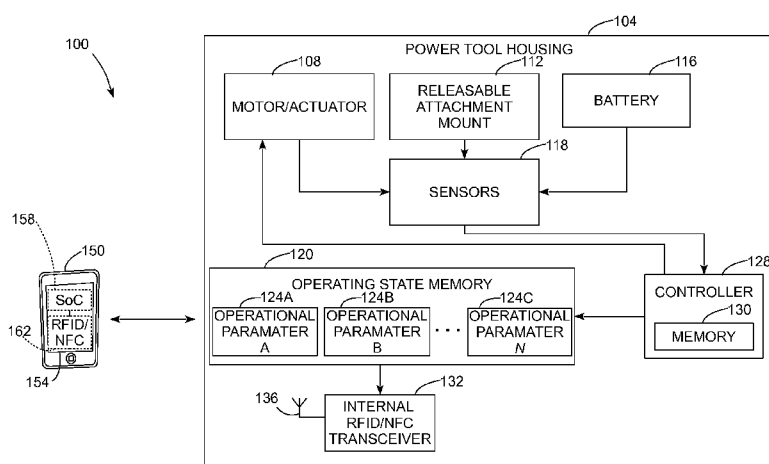 104
100
POWER TOOL HOUSING
108
112
116
MOTOR/ACTUATOR
RELEASABLE
ATTACHMENT
MOUNT
BATTERY
118
SENSORS
158
150
120
128
OPERATING STATE MEMORY
CONTROLLER
124A
124B
124C
130
MEMORY
SoC
OPERATIONAL
PARAMATER
A
OPERATIONAL
PARAMATER
B
...
OPERATIONAL
PARAMATER
N
RFID/
NFC
162
154
132
136
INTERNAL
RFID/NFC
TRANSCEIVER